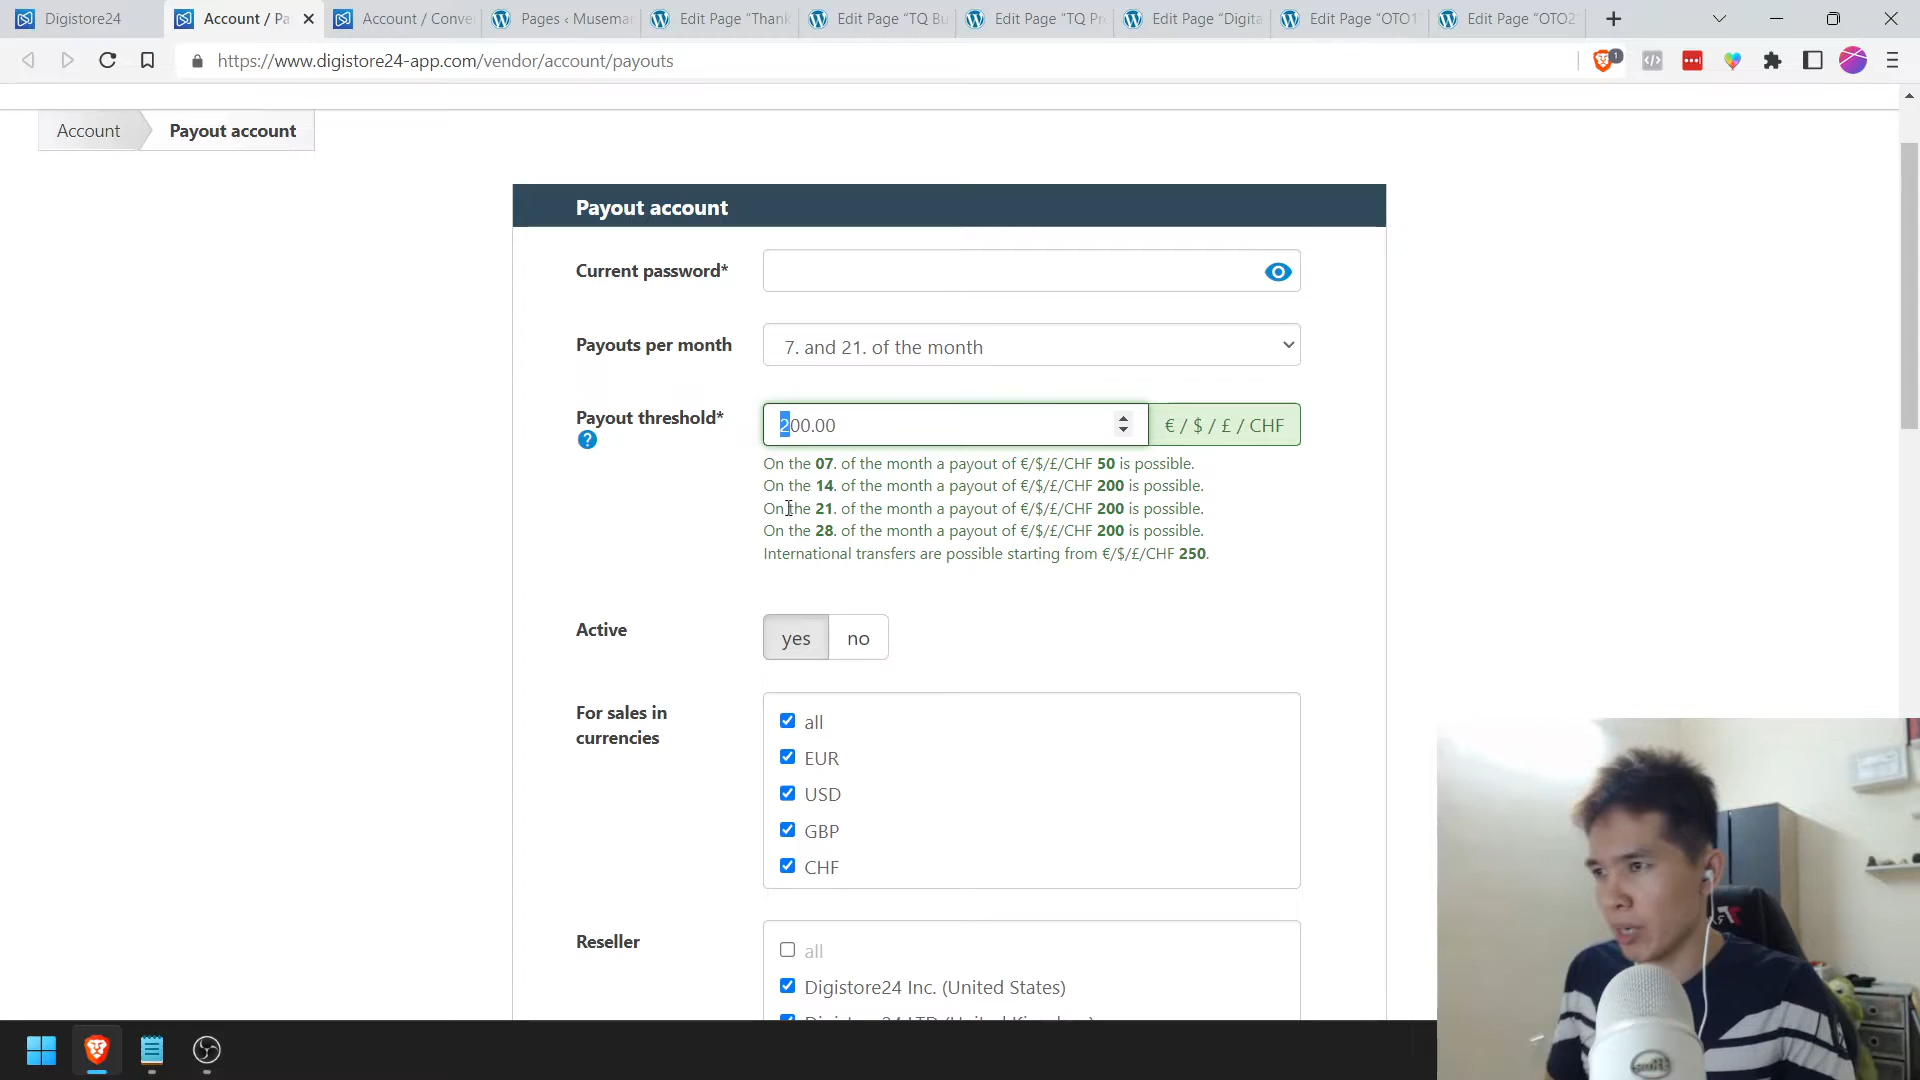 Digistore24
Account / Pa
Account / Conve
Pages ‹ Musema
Edit Page "Thank
Edit Page "TQ Bu
Edit Page "TQ Pr
Edit Page "Digita
Edit Page "OTO1"
Edit Page "OTO2
https://www.digistore24-app.com/vendor/account/payouts
1
Account
Payout account
Payout account
Current password*
Payouts per month
7. and 21. of the month
Payout threshold*
200.00
€ / $ / £ / CHF
On the 07. of the month a payout of €/$/£/CHF 50 is possible.
On the 14. of the month a payout of €/$/£/CHF 200 is possible.
On the 21. of the month a payout of €/$/£/CHF 200 is possible.
On the 28. of the month a payout of €/$/£/CHF 200 is possible.
International transfers are possible starting from €/$/£/CHF 250.
Active
yes
no
For sales in
currencies
all
EUR
USD
GBP
CHF
Reseller
all
Digistore24 Inc. (United States)